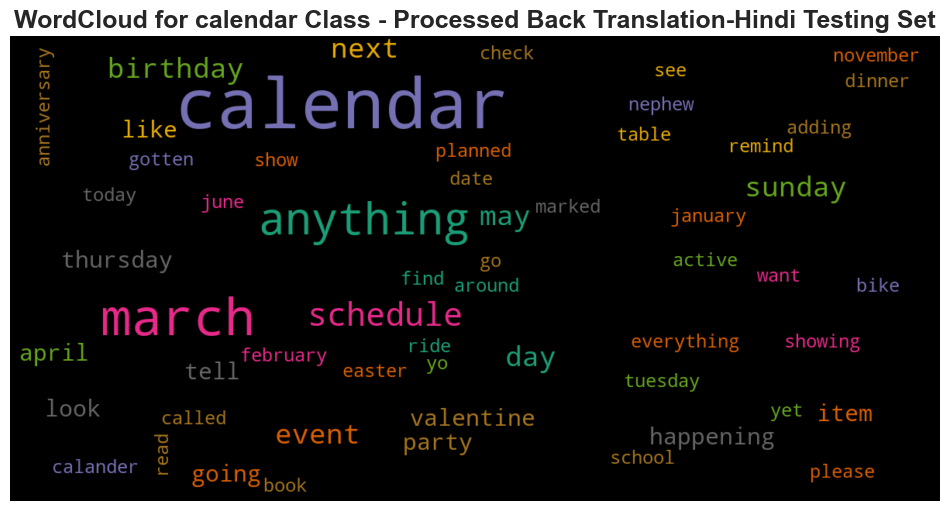 WordCloud for calendar Class - Processed Back Translation-Hindi Testing Set
next
check
november
birthday
see
dinner
anniversary
calendar
nephew
like
table
adding
remind
gotten
show
planned
date
sunday
today
june
anything
may
marked
january
thursday
go
active
find
around
want
bike
march
schedule
ride
everything
showing
april
february
yo
day
tell
easter
tuesday
look
called
valentine
yet
item
event
party
happening
read
school
calander
going
book
please